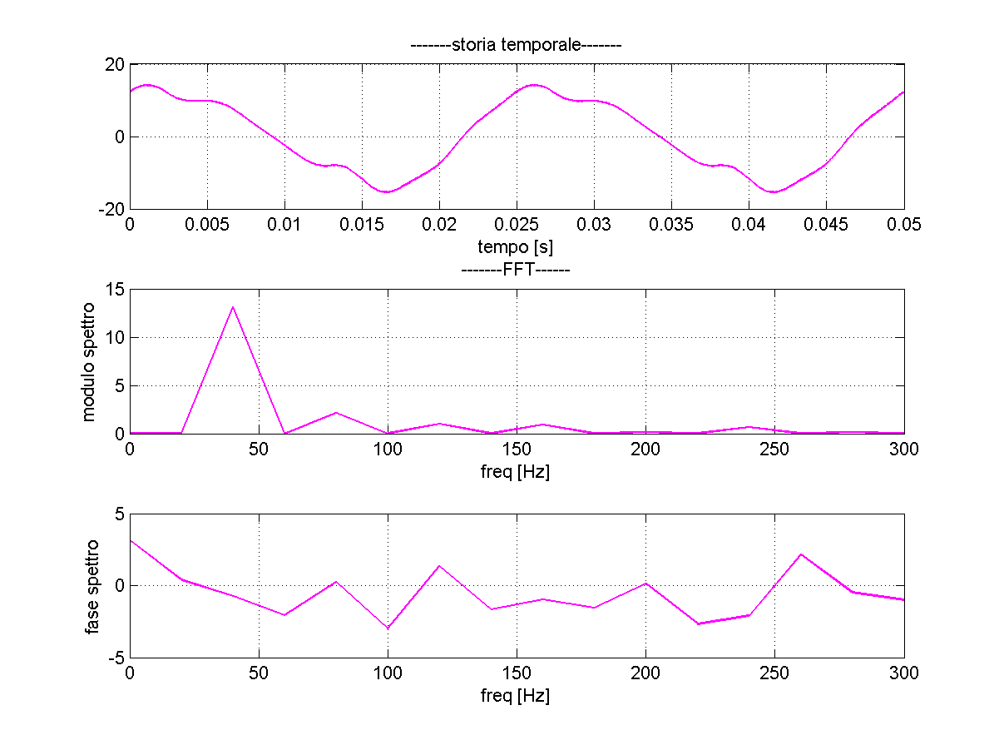 -------storia temporale-------
20
0
-20
0 0.005 0.01 0.015 0.02 0.025 0.03 0.035 0.04 0.045 0.05
tempo [s]
-------FFT------
modulo spettro
15
10
5
0
0 50 100 150 200 250 300
freq [Hz]
fase spettro
5
0
-5
0 50 100 150 200 250 300
freq [Hz]